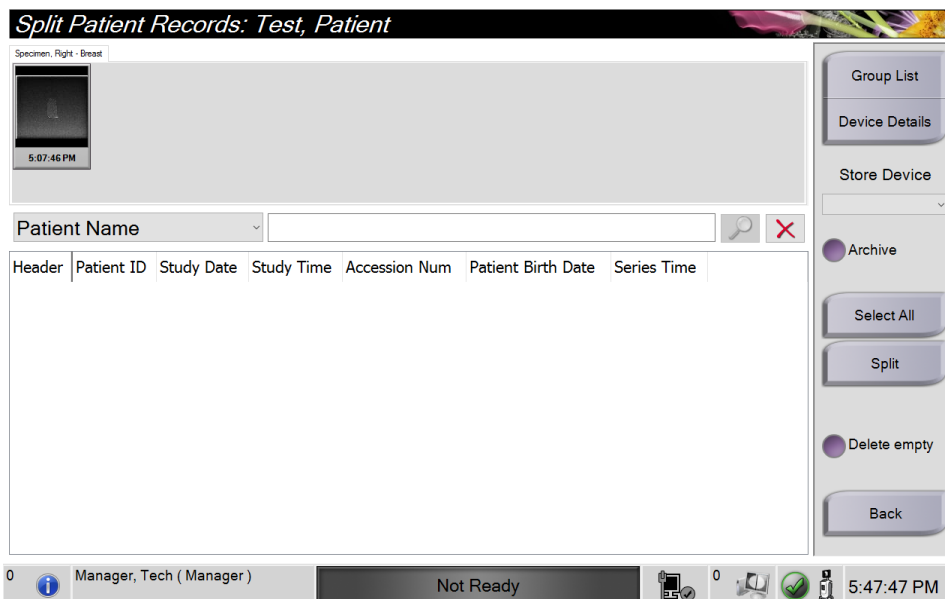 Split Patient Records: Test, Patient
Specimen, Right - Breast
5:07:46 PM
Group List
Device Details
Store Device
Patient Name
Archive
Header Patient ID Study Date Study Time Accession Num Patient Birth Date Series Time
Select All
Split
Delete empty
Back
0 Manager, Tech ( Manager ) Not Ready 0 5:47:47 PM